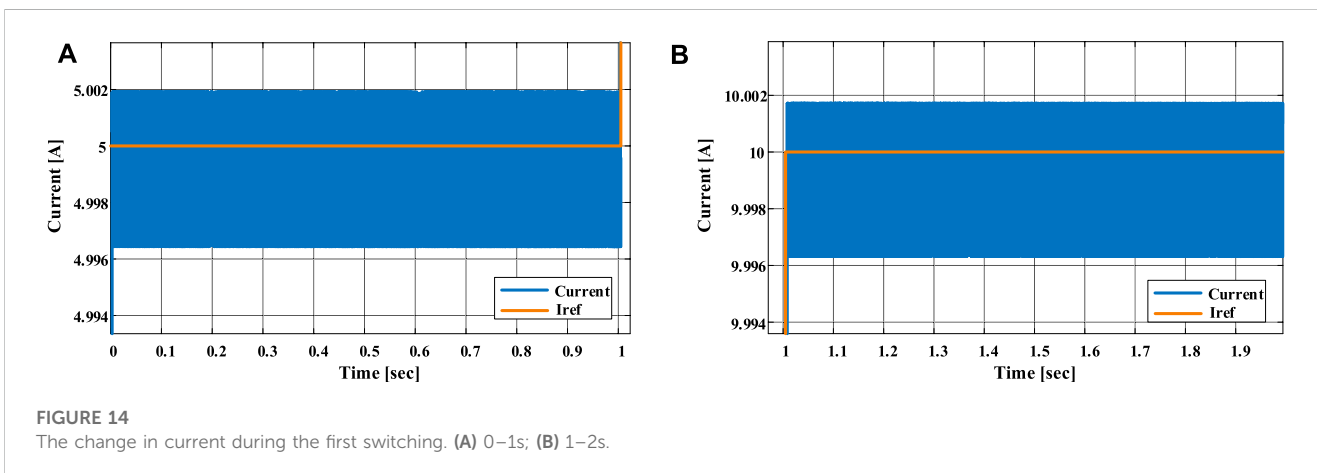 A
Current [A]
5.002
5
4.998
4.996
4.994
Current
Iref
0 0.1 0.2 0.3 0.4 0.5 0.6 0.7 0.8 0.9 1
Time [sec]
B
Current [A]
10.002
10
9.998
9.996
9.994
Current
Iref
1 1.1 1.2 1.3 1.4 1.5 1.6 1.7 1.8 1.9
Time [sec]
FIGURE 14
The change in current during the first switching. (A) 0–1s; (B) 1–2s.